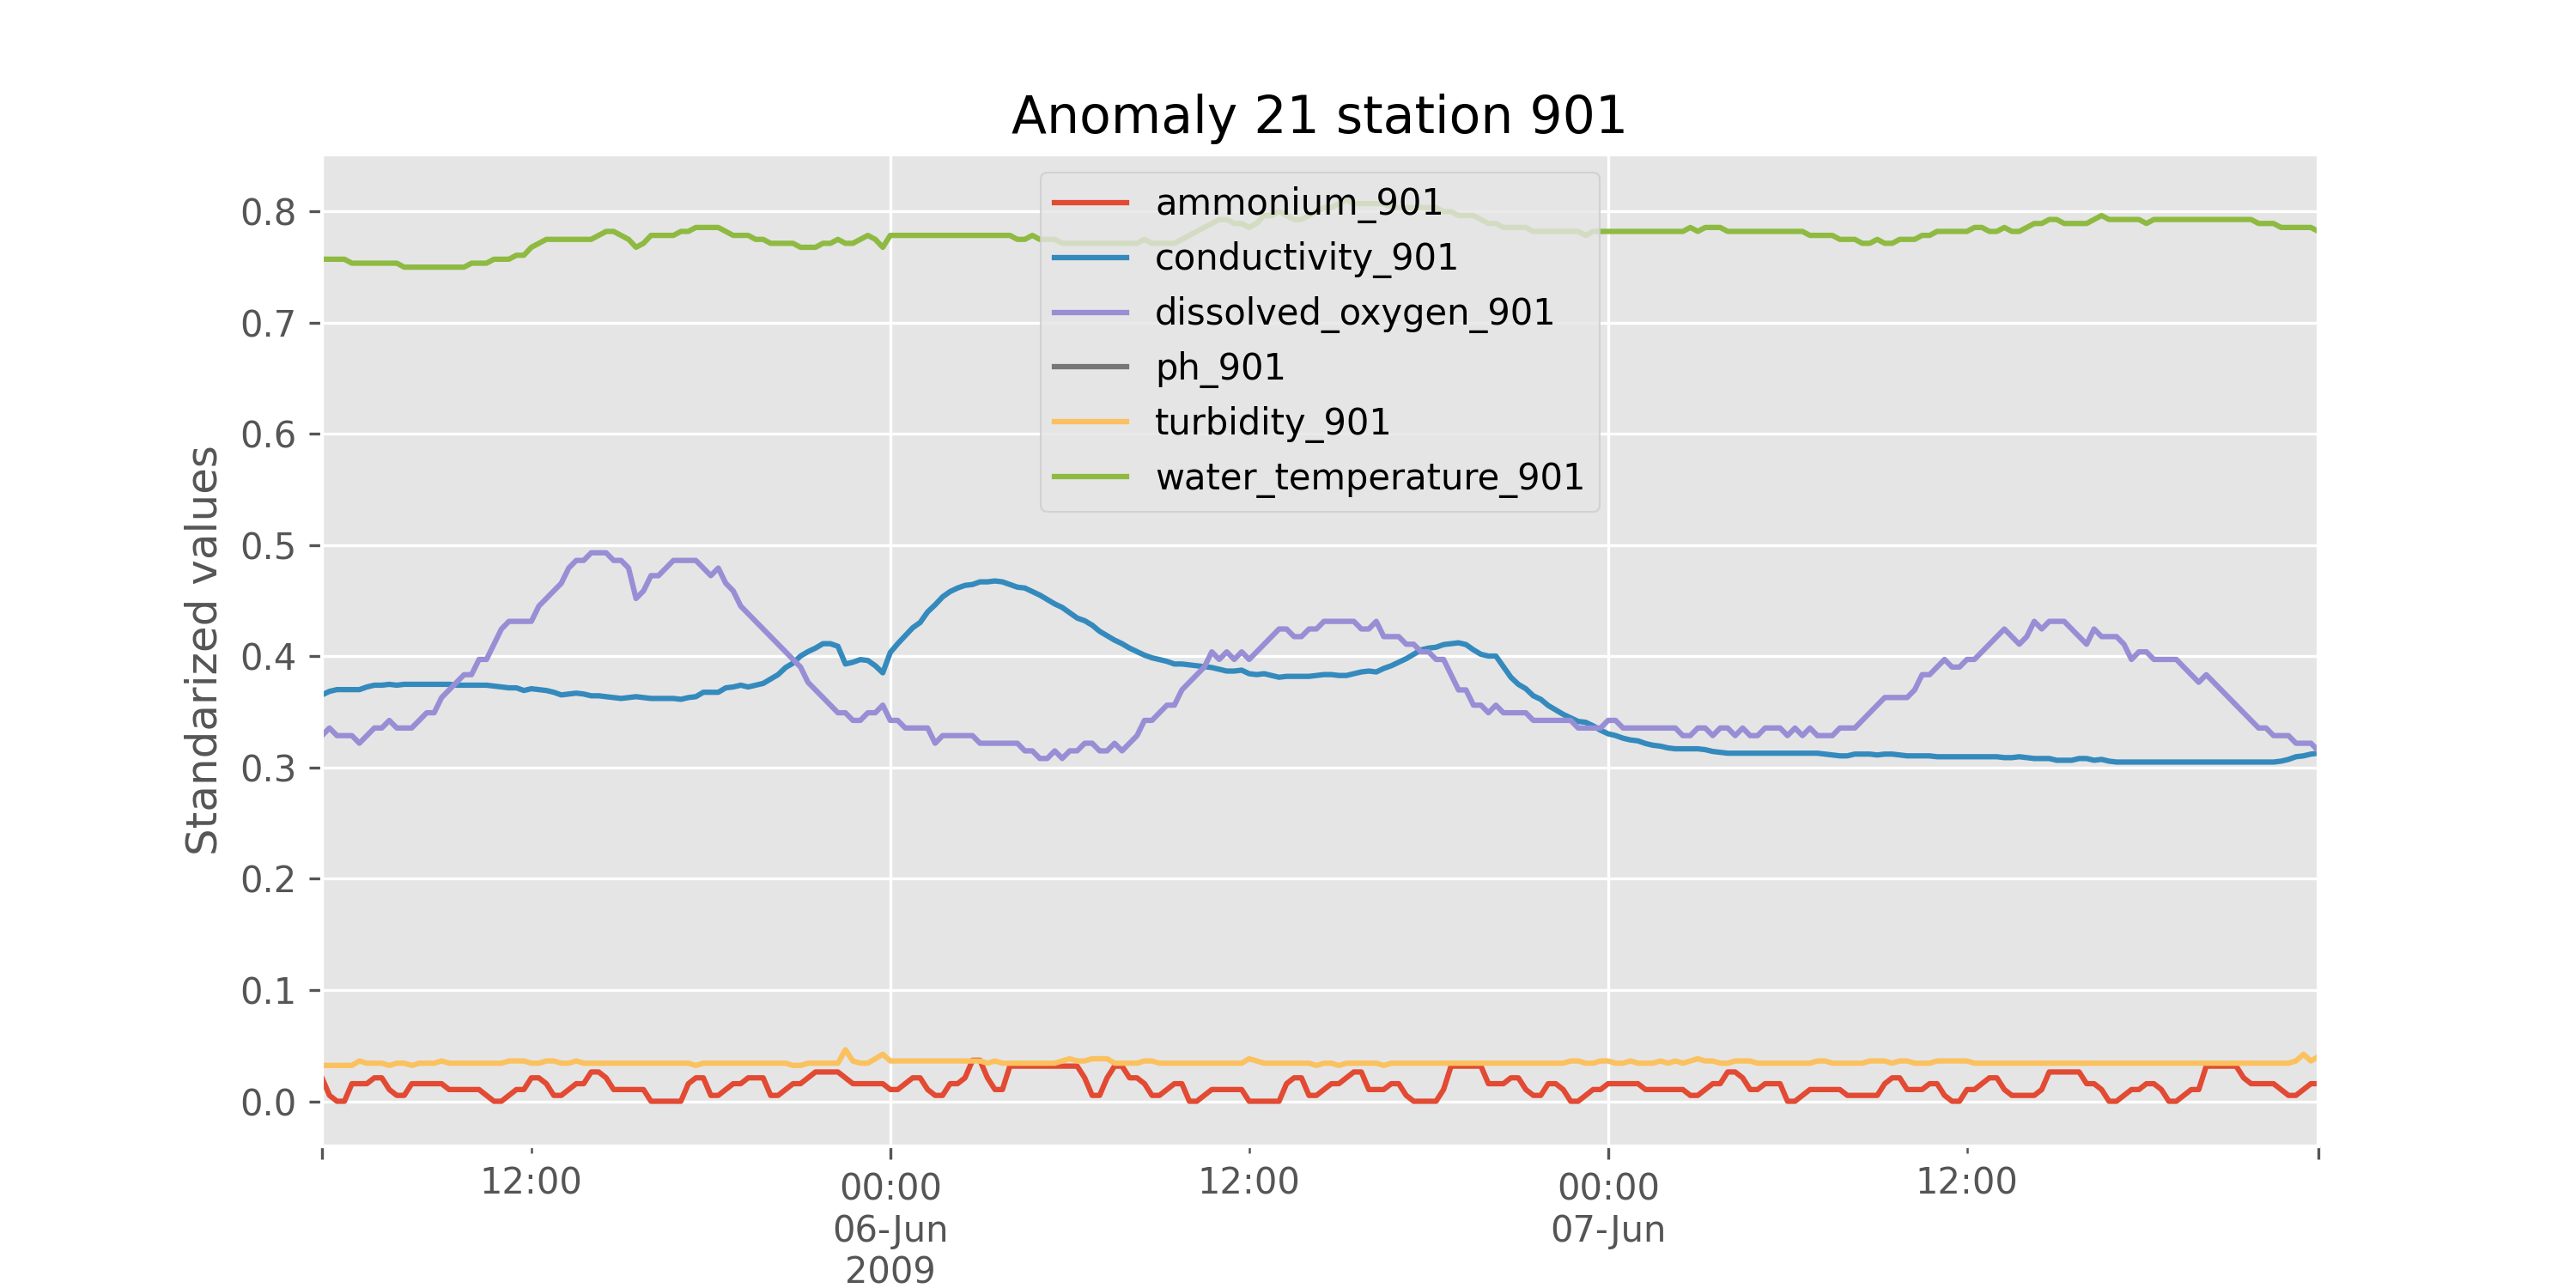 Anomaly 21 station 901
ammonium_901
conductivity_901
dissolved_oxygen_901
ph_901
turbidity_901
water_temperature_901
Standarized values
0.8
0.7
0.6
0.5
0.4
0.3
0.2
0.1
0.0
12:00
00:00
06-Jun
2009
12:00
00:00
07-Jun
12:00